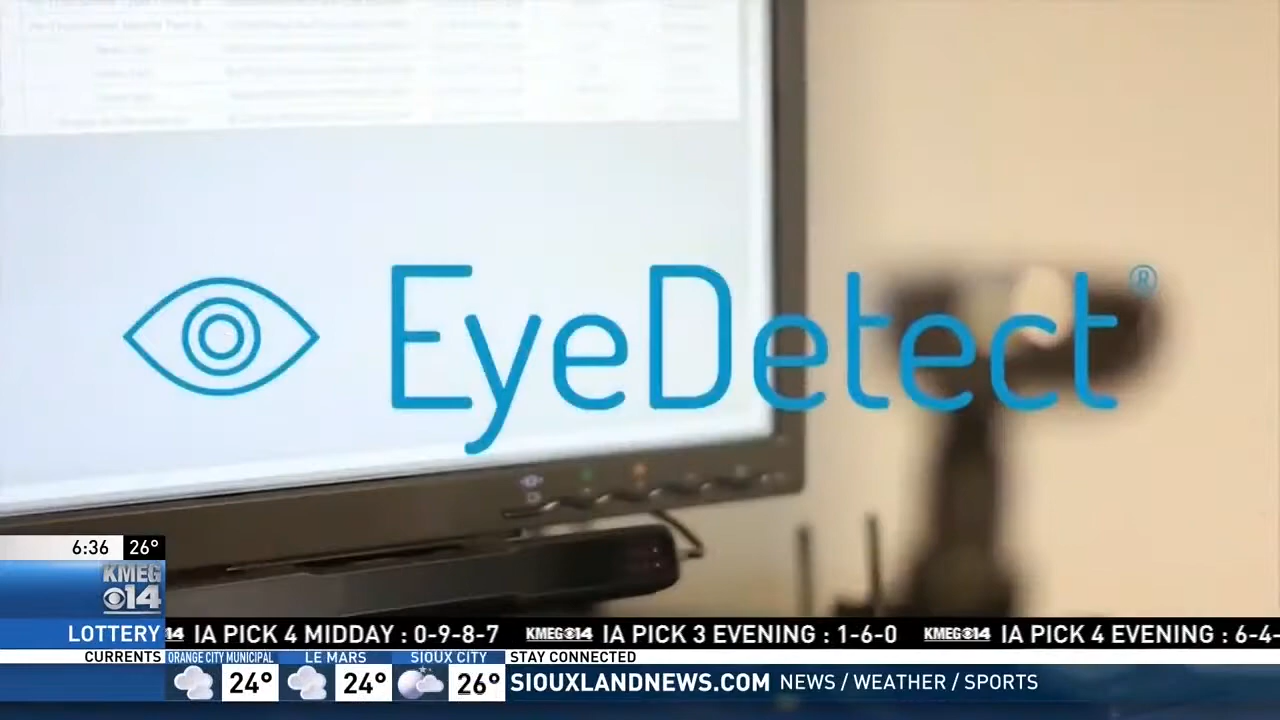 EyeDetect®
6:36 26°
KMEG
14
LOTTERY
14 IA PICK 4 MIDDAY : 0-9-8-7 KMEG 14 IA PICK 3 EVENING : 1-6-0 KMEG 14 IA PICK 4 EVENING : 6-4-
CURRENTS ORANGE CITY MUNICIPAL LE MARS SIOUX CITY STAY CONNECTED
24° 24° 26° SIOUXLANDNEWS.COM NEWS / WEATHER / SPORTS